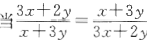 当 \frac{3x+2y}{x+3y} = \frac{x+3y}{3x+2y}